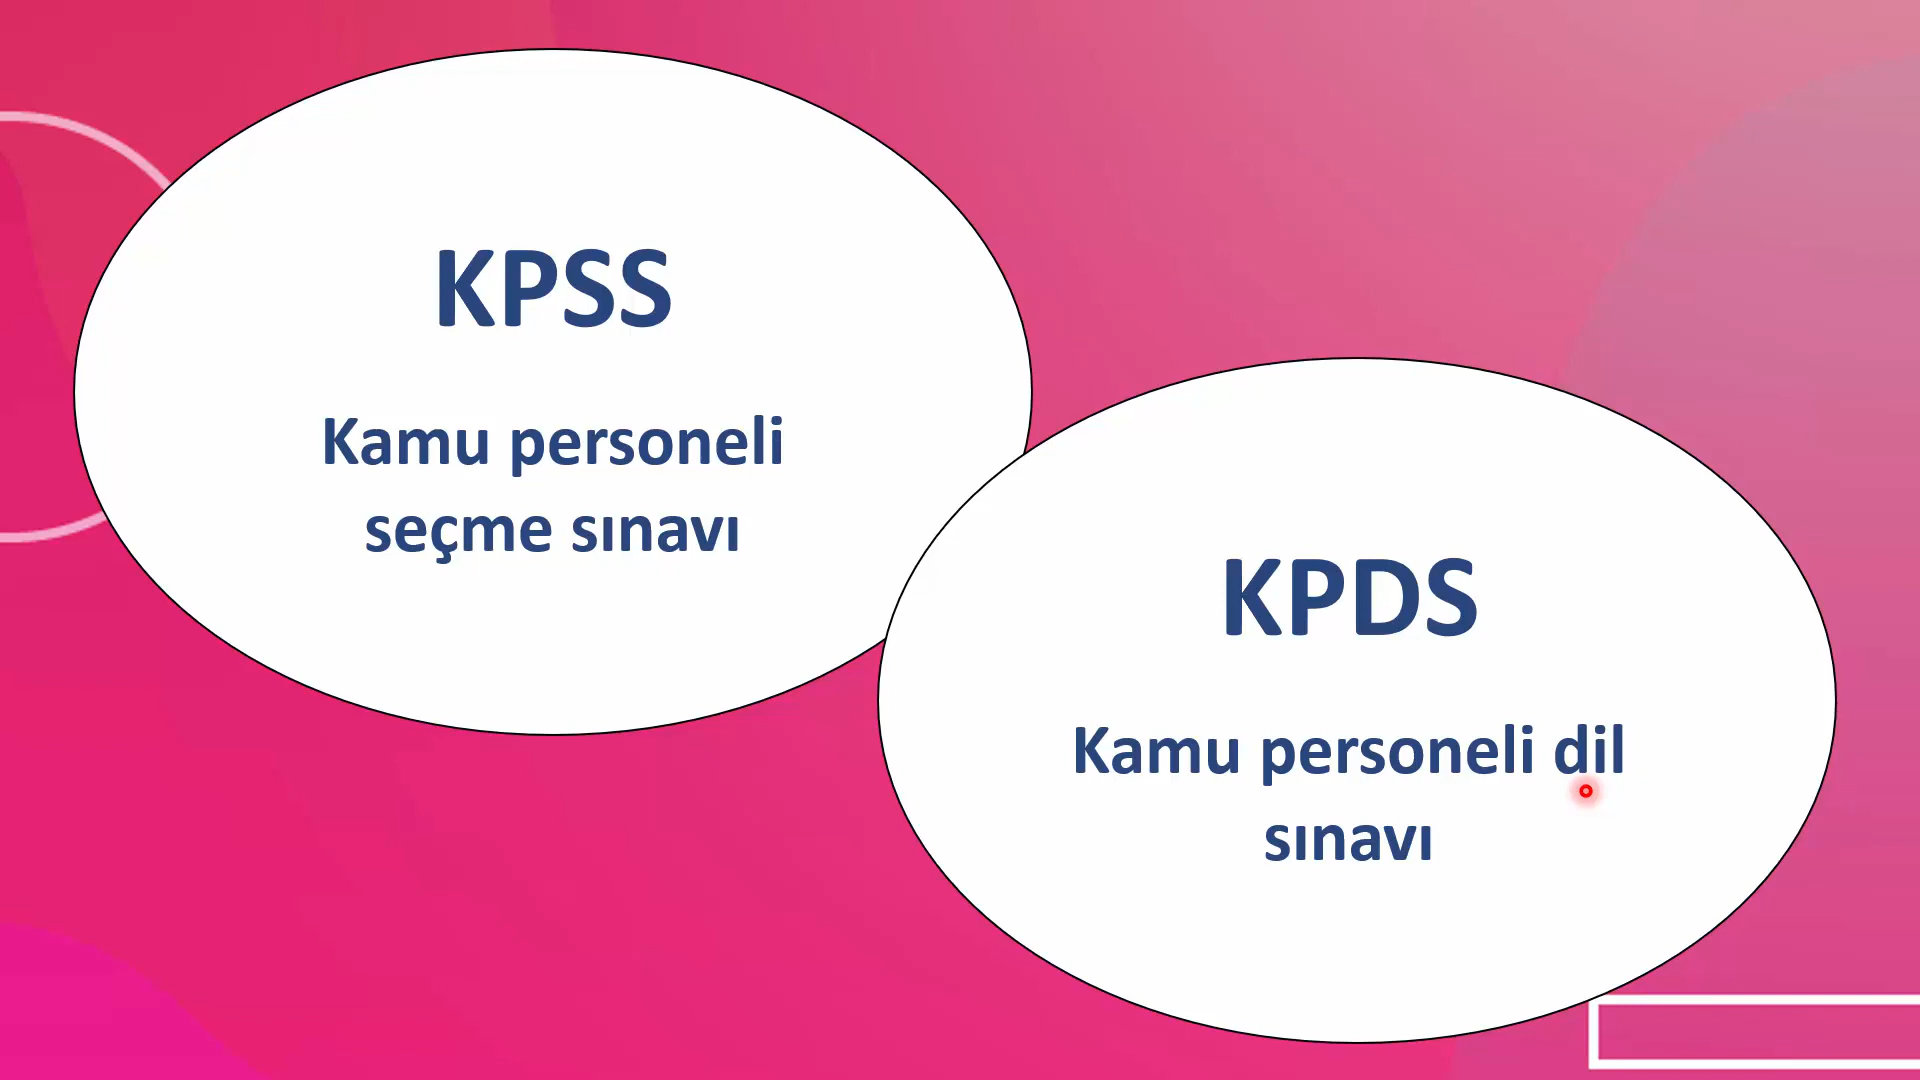 KPSS
Kamu personeli
seçme sınavı
KPDS
Kamu personeli dil
sınavı